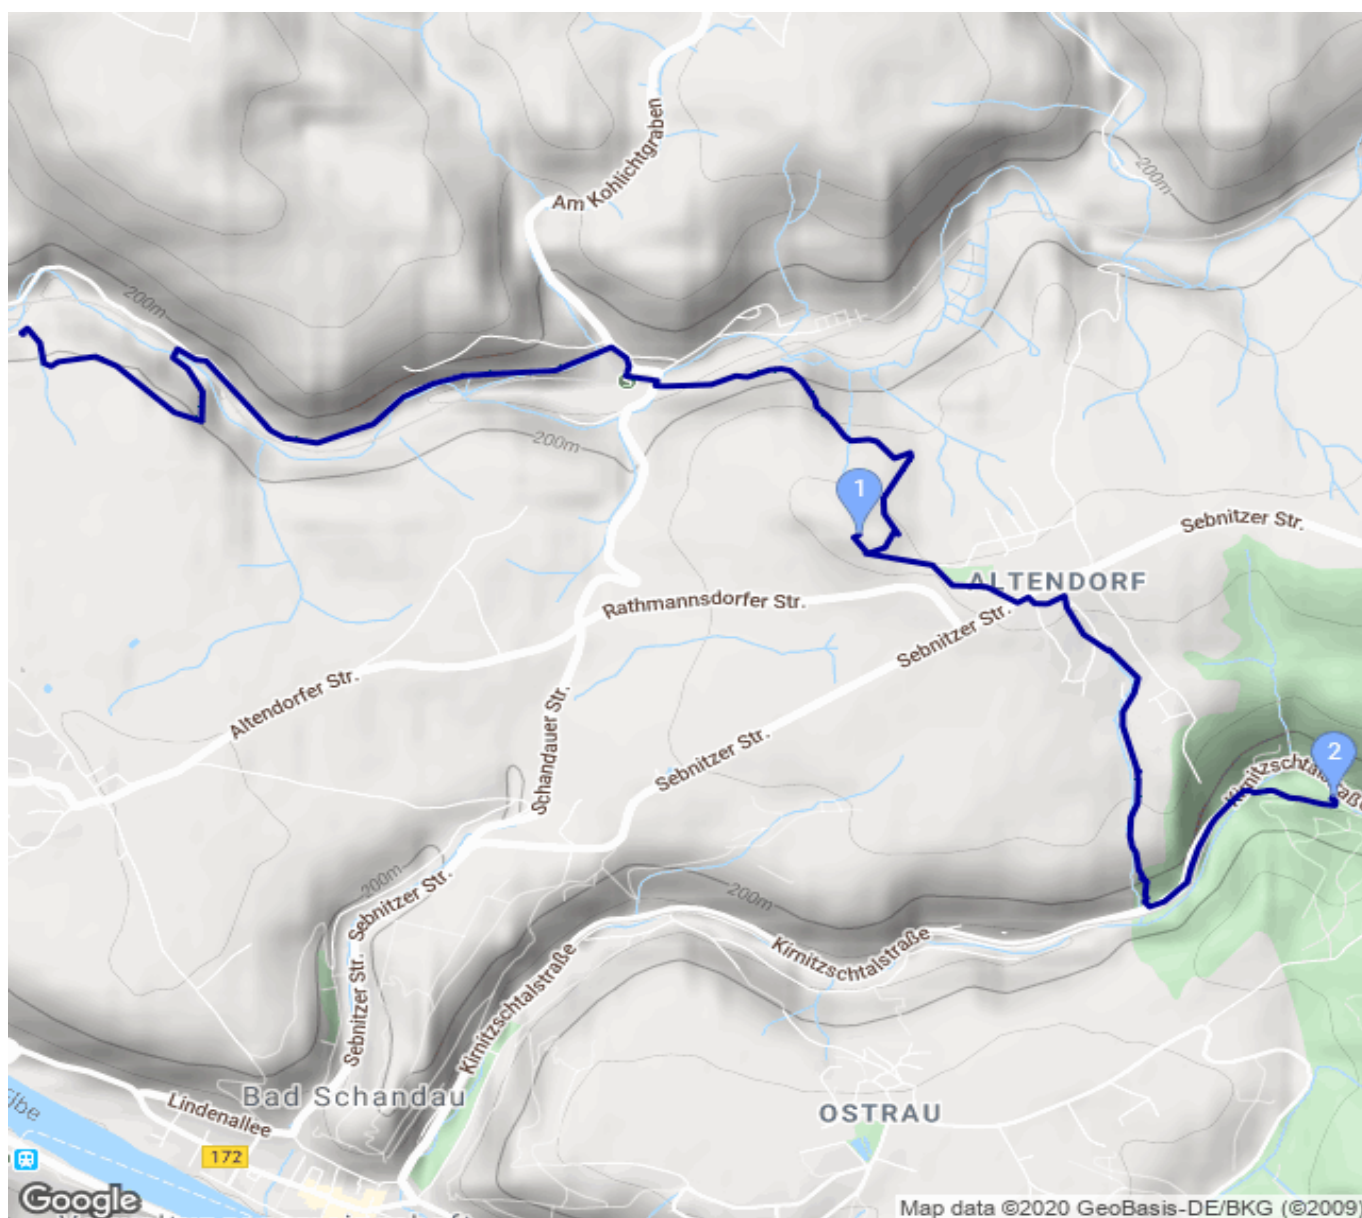 Am Kohlichtgraben
200m
200m
200m
1
Sebnitzer Str.
ALTENDORF
Rathmannsdorfer Str.
Sebnitzer Str.
Altendorfer Str.
Schandauer Str.
Sebnitzer Str.
2
Kirnitzschtalstraße
200m
Sebnitzer Str.
200m
Kirnitzschtalstraße
Sebnitzer Str.
Kirnitzschtalstraße
Bad Schandau
Lindenallee
OSTRAU
Elbe
172
Google
Map data ©2020 GeoBasis-DE/BKG (©2009)